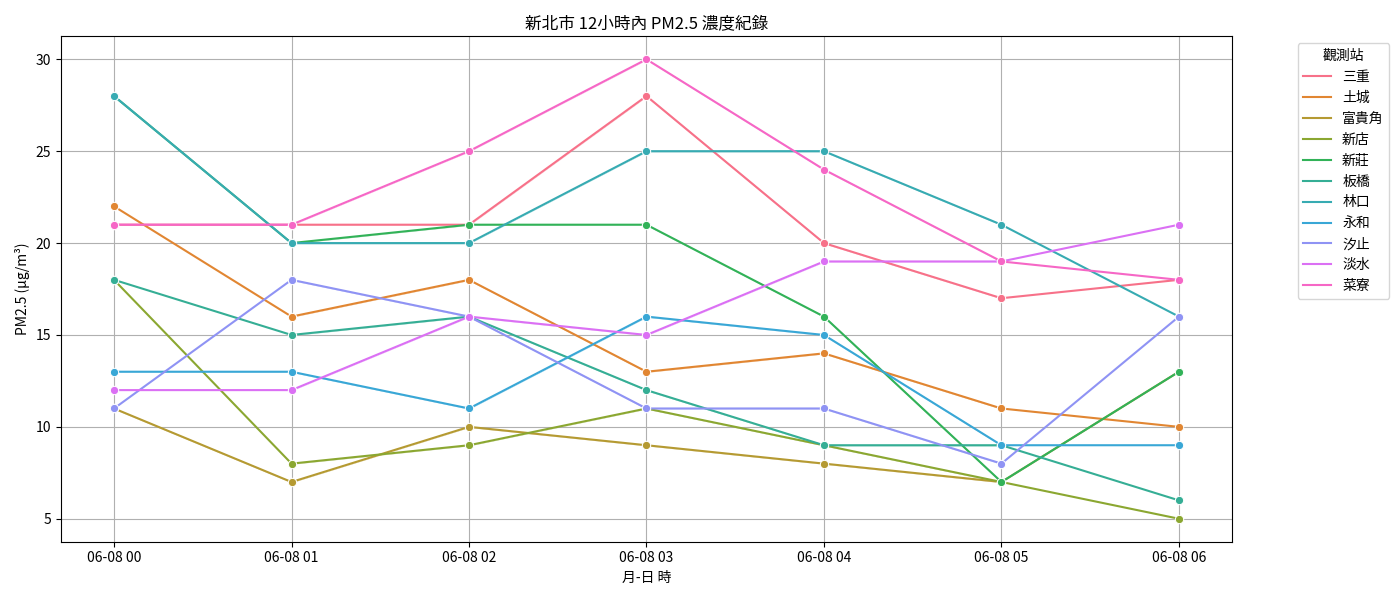 新北市 12小時內 PM2.5 濃度紀錄
PM2.5 (μg/m³)
30
25
20
15
10
5
06-08 00
06-08 01
06-08 02
06-08 03
06-08 04
06-08 05
06-08 06
月-日 時
觀測站
三重
土城
富貴角
新店
新莊
板橋
林口
永和
汐止
淡水
菜寮